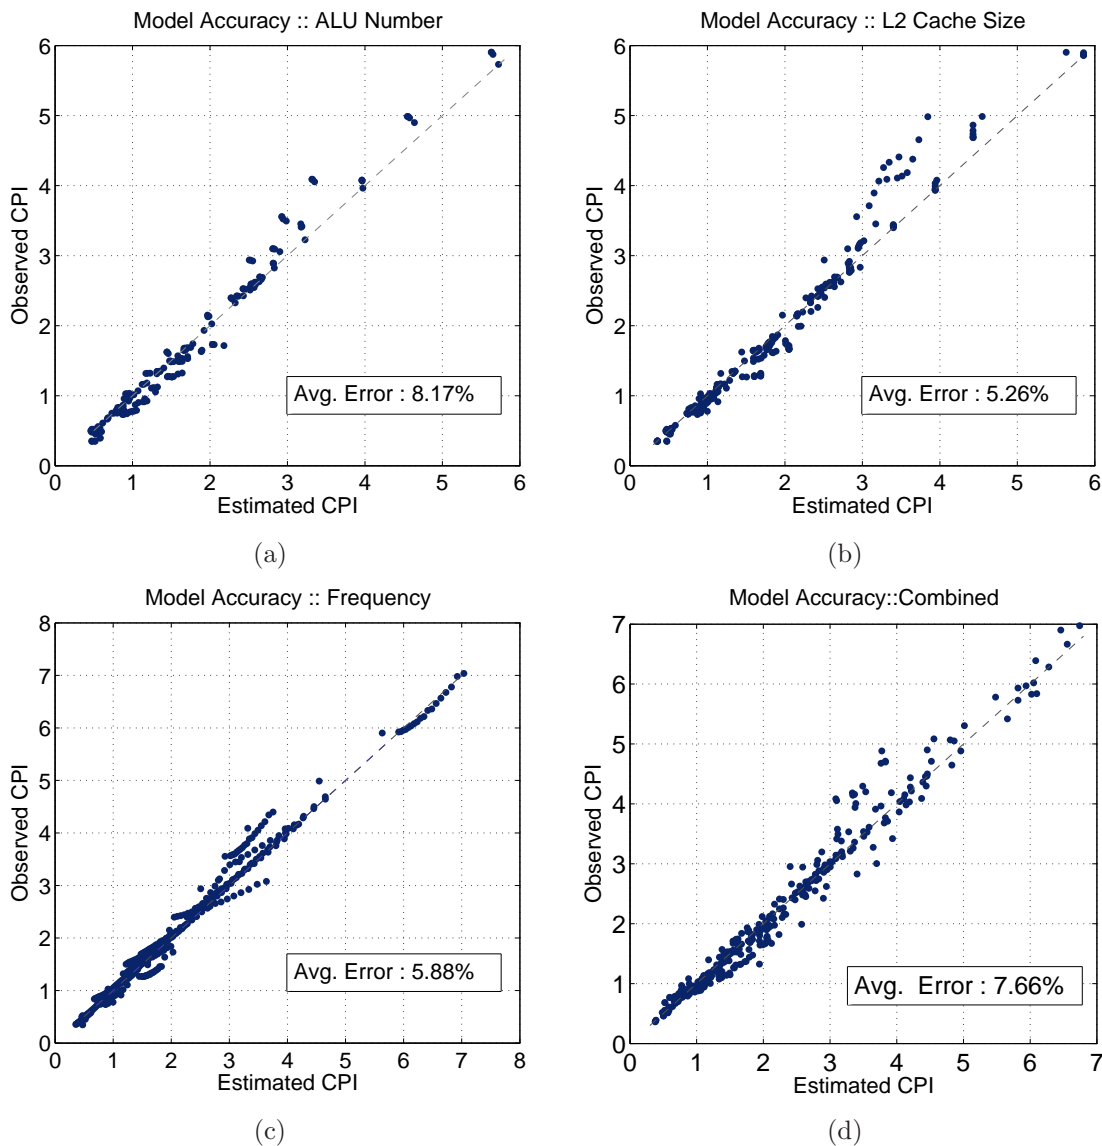 Model Accuracy :: ALU Number
6
5
4
3
2
1
0
Observed CPI
Avg. Error : 8.17%
0 1 2 3 4 5 6
Estimated CPI
(a)
Model Accuracy :: L2 Cache Size
6
5
4
3
2
1
0
Observed CPI
Avg. Error : 5.26%
0 1 2 3 4 5 6
Estimated CPI
(b)
Model Accuracy :: Frequency
8
7
6
5
4
3
2
1
0
Observed CPI
Avg. Error : 5.88%
0 1 2 3 4 5 6 7 8
Estimated CPI
(c)
Model Accuracy::Combined
7
6
5
4
3
2
1
0
Observed CPI
Avg. Error : 7.66%
0 1 2 3 4 5 6 7
Estimated CPI
(d)